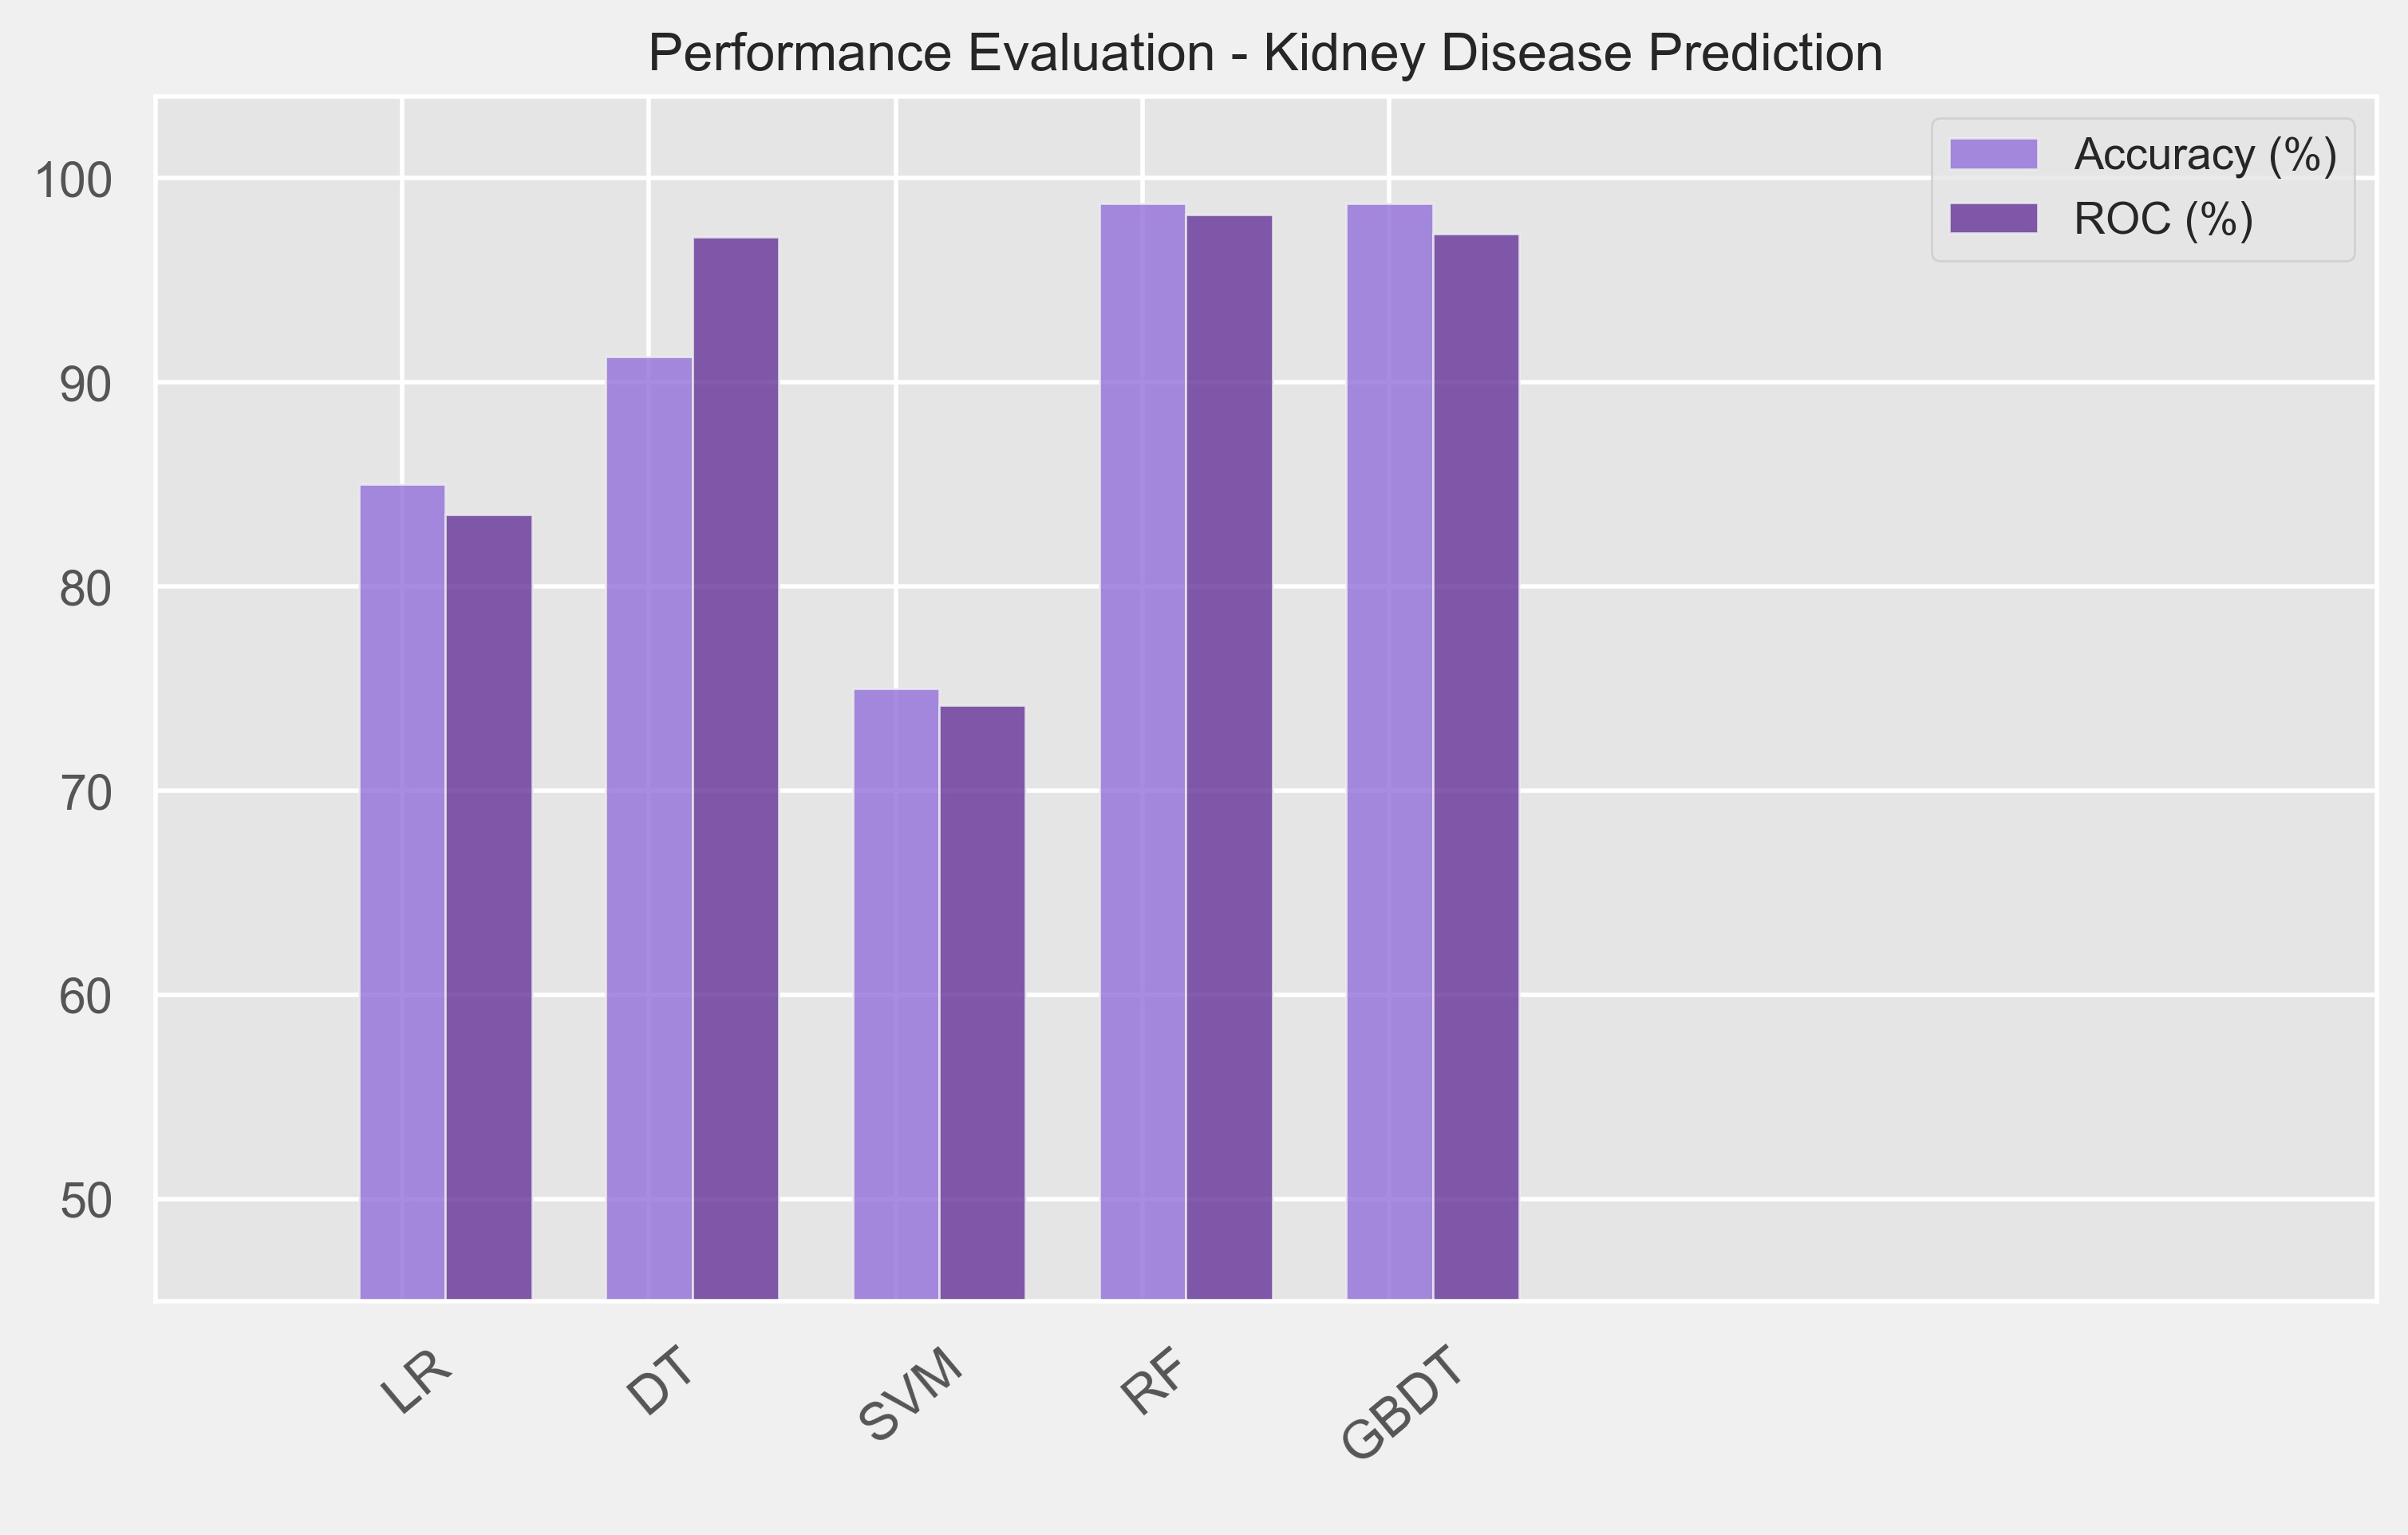 Performance Evaluation - Kidney Disease Prediction
Accuracy (%)
ROC (%)
100
90
80
70
60
50
LR
DT
SVM
RF
GBDT